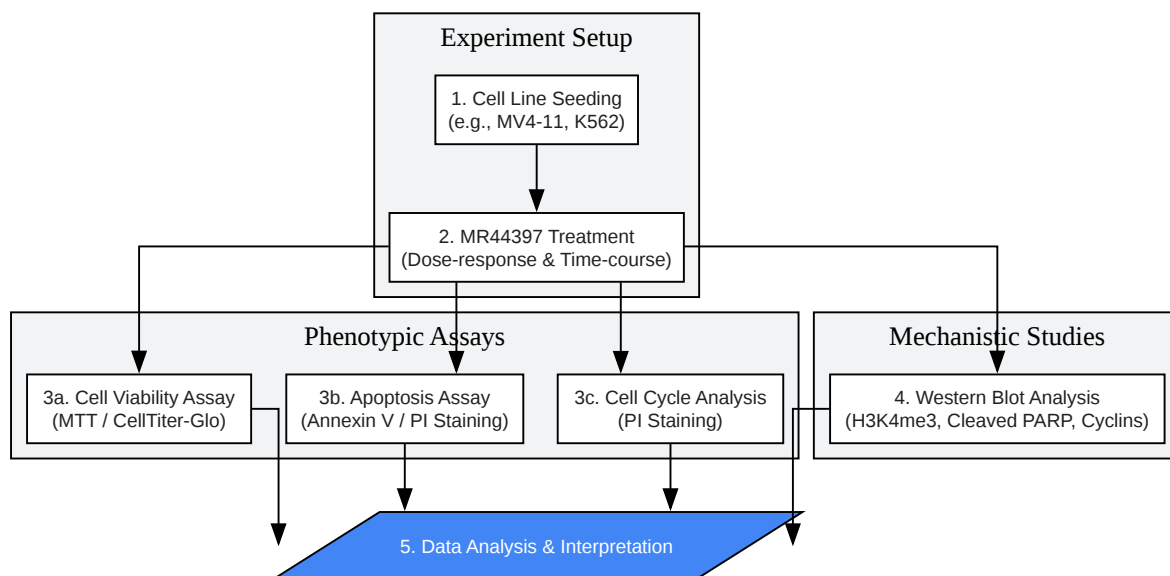 Experiment Setup
1. Cell Line Seeding
(e.g., MV4-11, K562)
2. MR44397 Treatment
(Dose-response & Time-course)
Phenotypic Assays
3a. Cell Viability Assay
(MTT / CellTiter-Glo)
3b. Apoptosis Assay
(Annexin V / PI Staining)
3c. Cell Cycle Analysis
(PI Staining)
Mechanistic Studies
4. Western Blot Analysis
(H3K4me3, Cleaved PARP, Cyclins)
5. Data Analysis & Interpretation